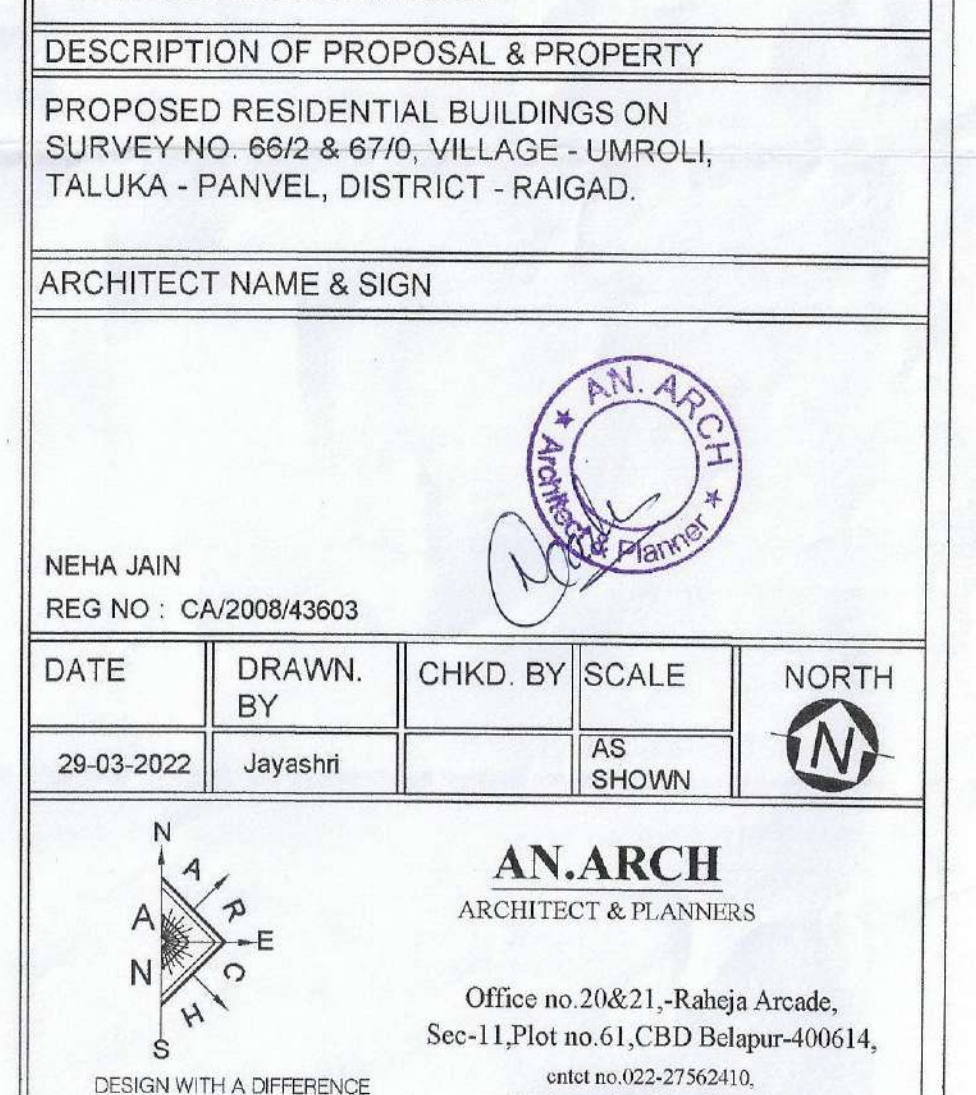 DESCRIPTION OF PROPOSAL & PROPERTY
PROPOSED RESIDENTIAL BUILDINGS ON
SURVEY NO. 66/2 & 67/0, VILLAGE - UMROLI,
TALUKA - PANVEL, DISTRICT - RAIGAD.
ARCHITECT NAME & SIGN
AN. ARCH
Architect & Planner
NEHA JAIN
REG NO : CA/2008/43603
DATE
DRAWN.
BY
CHKD. BY
SCALE
NORTH
N
29-03-2022
Jayashri
AS
SHOWN
N
A N
A R C H
E
S
DESIGN WITH A DIFFERENCE
AN.ARCH
ARCHITECT & PLANNERS
Office no.20&21,-Raheja Arcade,
Sec-11,Plot no.61,CBD Belapur-400614,
cntct no.022-27562410,